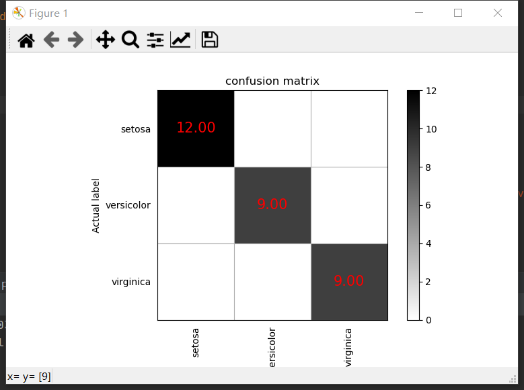 Figure 1
confusion matrix
12.00
9.00
9.00
setosa
versicolor
virginica
Actual label
setosa
ersicolor
virginica
12
10
8
6
4
2
0
x= y= [9]